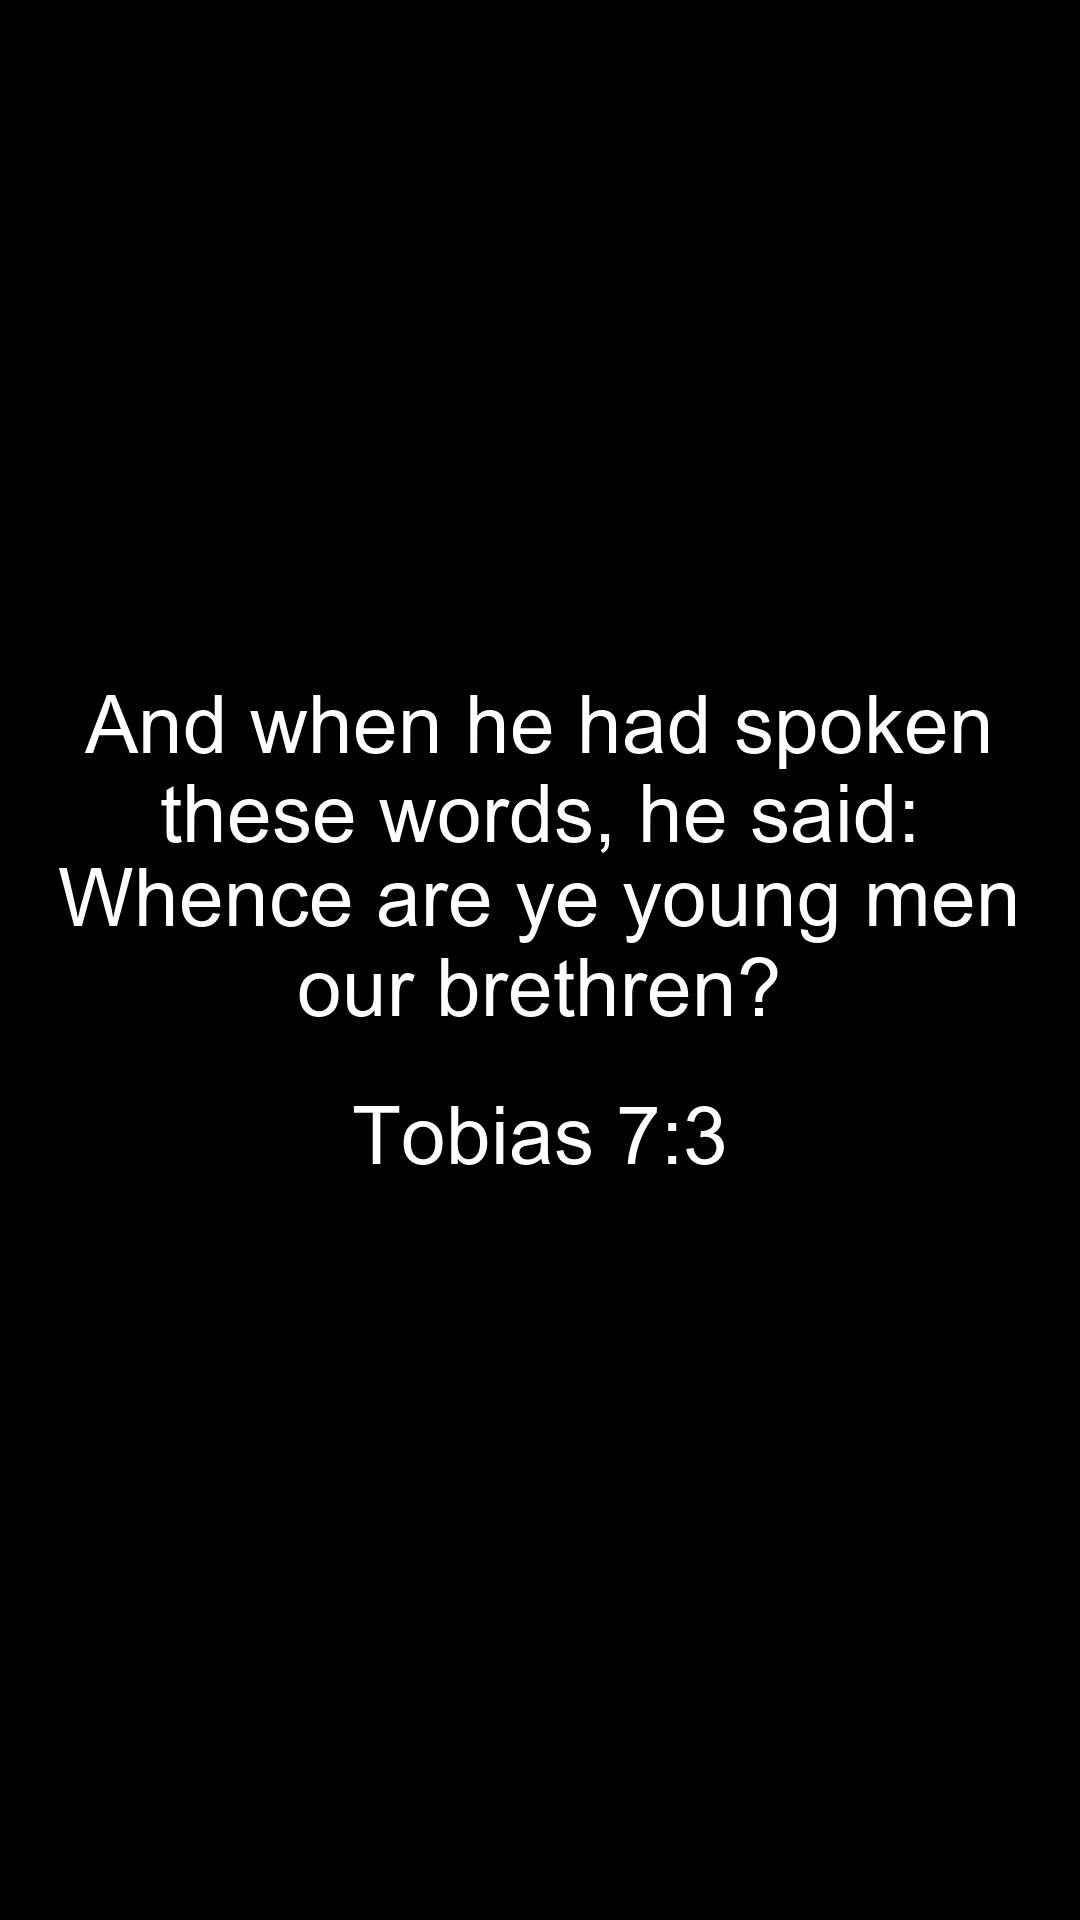 And when he had spoken
these words, he said:
Whence are ye young men
our brethren?
Tobias 7:3